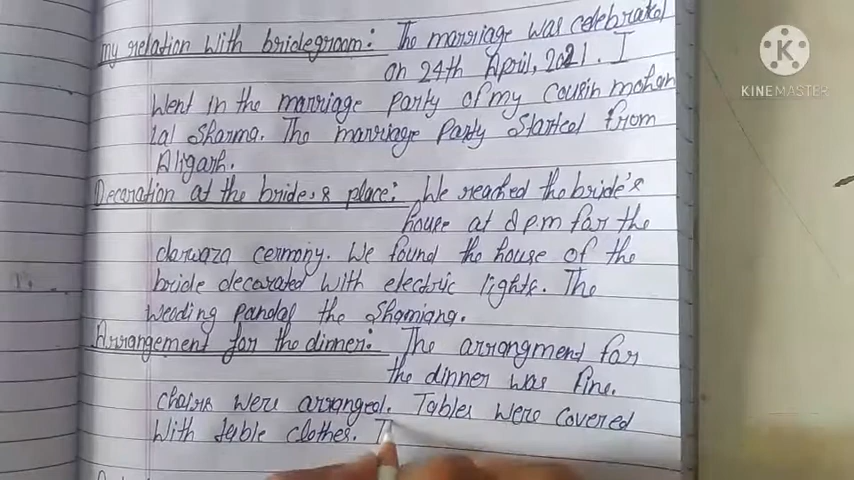 my relation with bridegroom: The marriage was celebrated
on 24th April, 2021. I
went in the marriage party of my cousin mohan
lal Sharma. The marriage party started from
Aligarh.
Decoration at the bride's place: We reached the bride's
house at 8 pm for the
darwaza cermony. We found the house of the
bride decorated with electric lights. The
weading pandal the Shamiana.
Arrangement for the dinner: The arrangment for
the dinner was fine.
chairs were arranged. Tables were covered
with table clothes. T
KINEMASTER